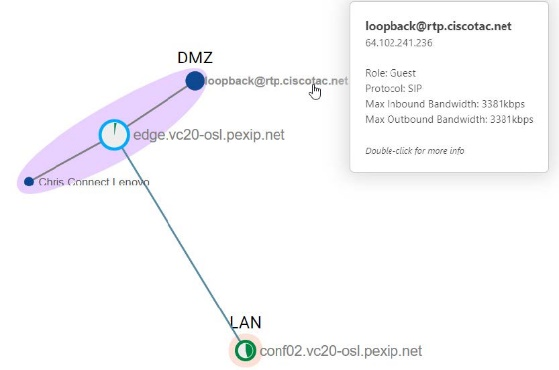 loopback@rtp.ciscotac.net
64.102.241.236
Role: Guest
Protocol: SIP
Max Inbound Bandwidth: 3381kbps
Max Outbound Bandwidth: 3381kbps
Double-click for more info
DMZ
loopback@rtp.ciscotac.net
edge.vc20-osl.pexip.net
Chris Connect Lenovo
LAN
conf02.vc20-osl.pexip.net